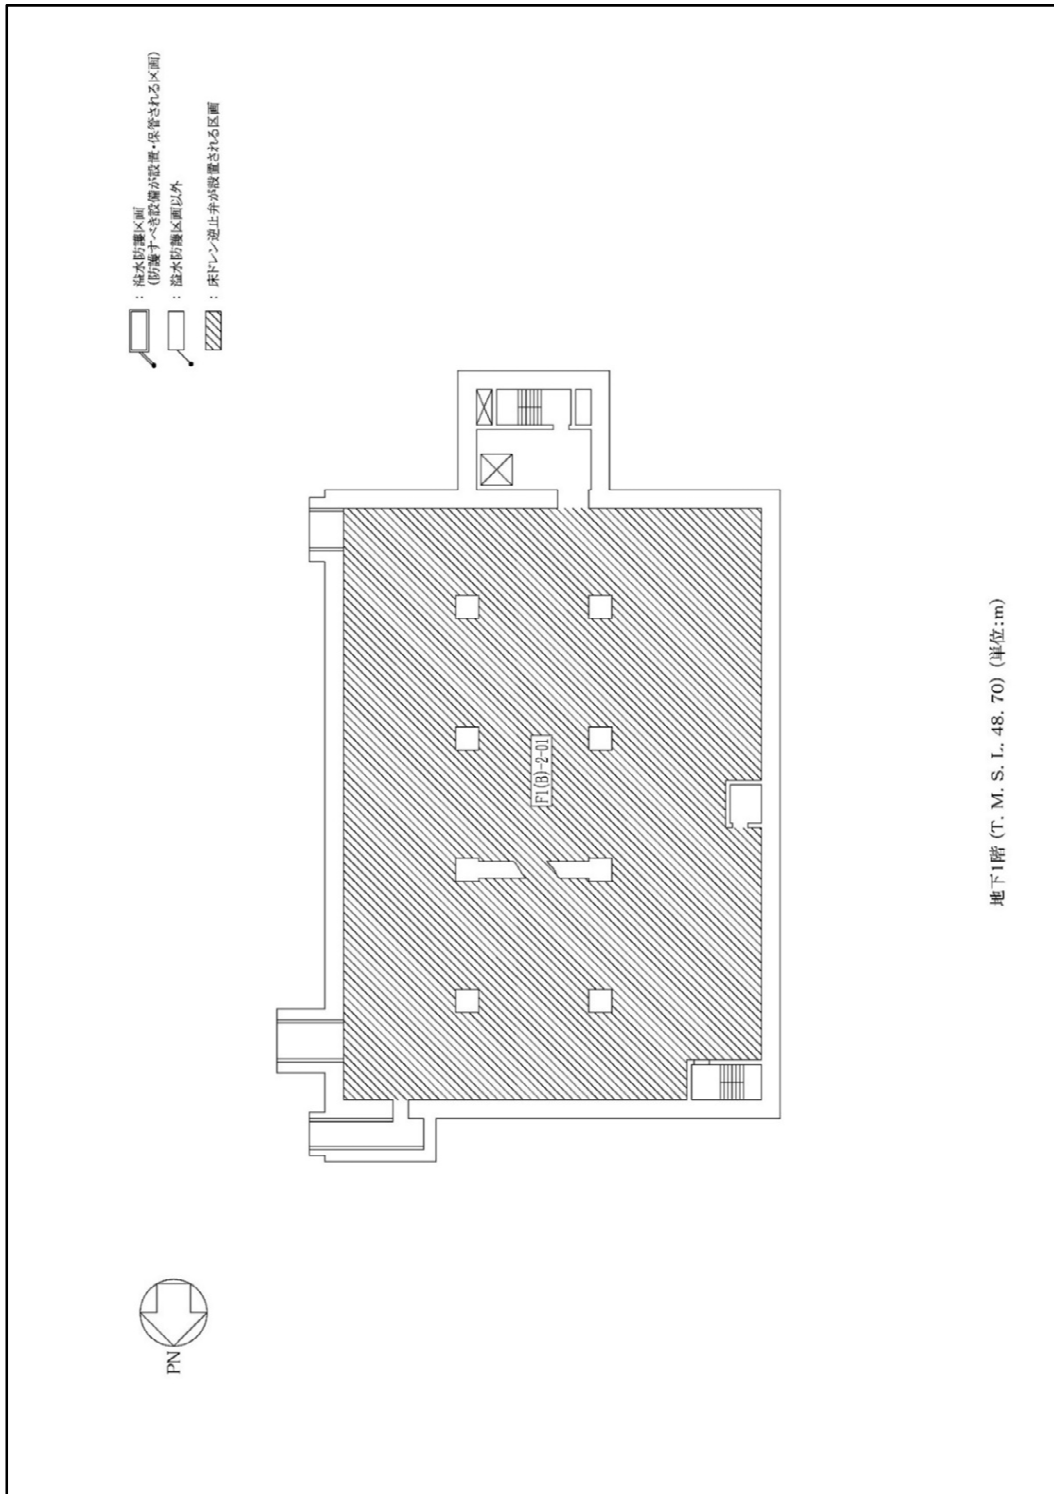 : 溢水防護区画
(防護すべき設備が設置・保管される区画)
: 溢水防護区画以外
: 床ドレン逆止弁が設置される区画
F1(B)-2-01
PN
地下1階 (T. M. S. L. 48. 70) (単位:m)